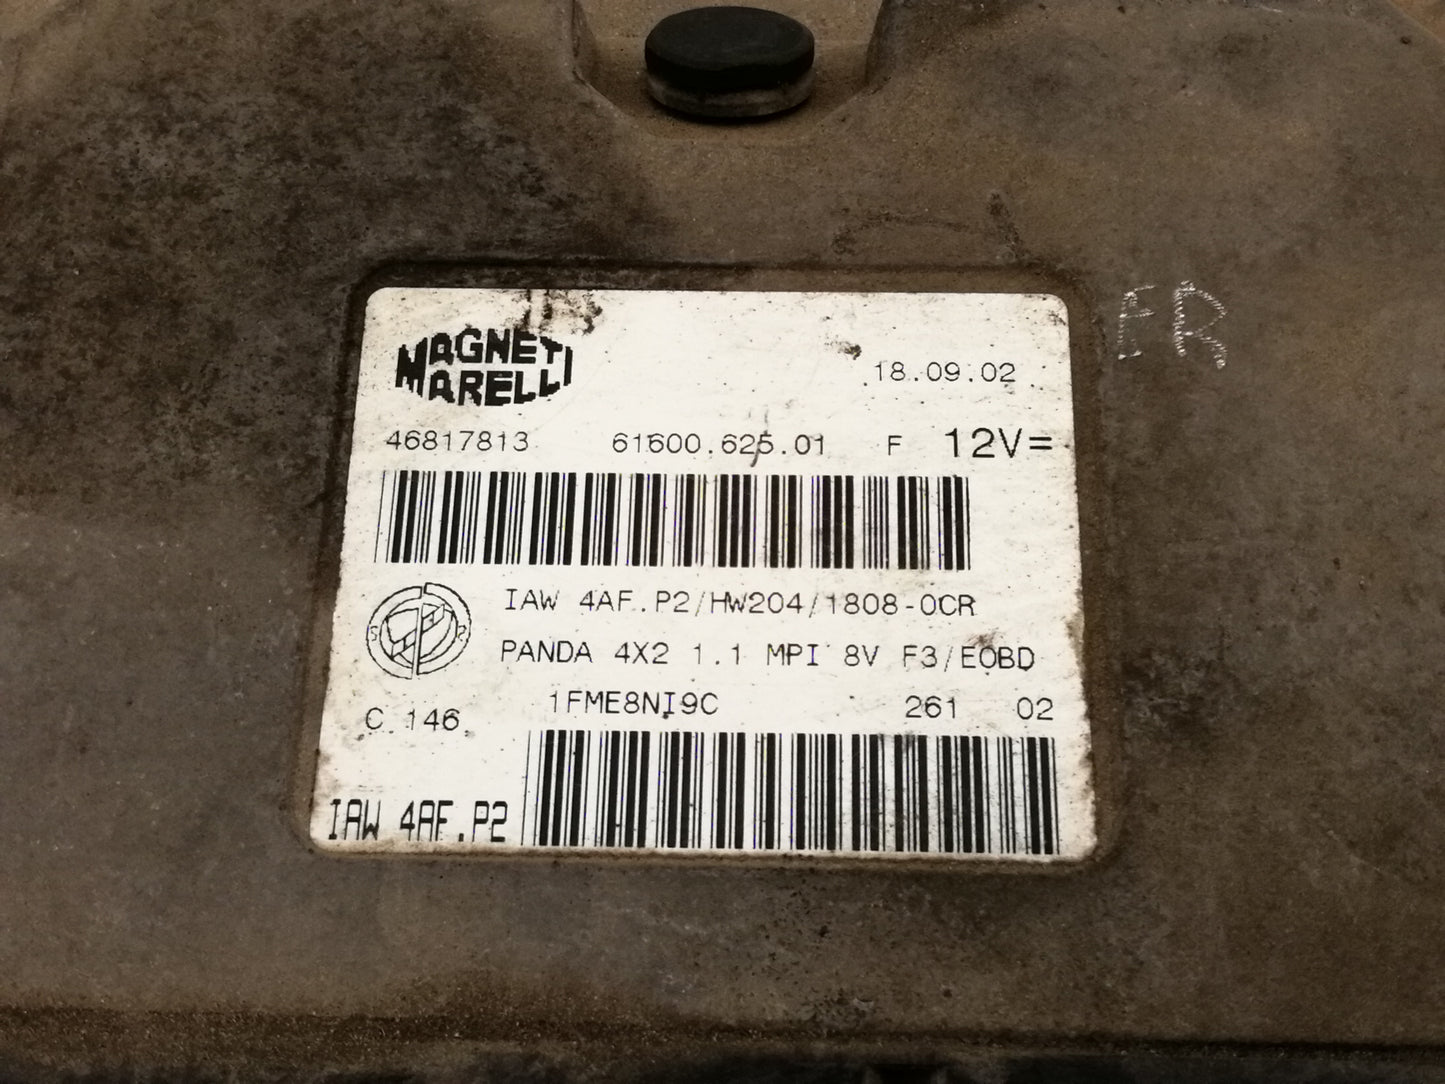 MAGNETI
MARELLI
18.09.02
46817813 61600.625.01 F 12V=
IAW 4AF.P2/HW204/1808-0CR
S R
PANDA 4X2 1.1 MPI 8V F3/EOBD
1FME8NI9C 261 02
C.146.
IAW 4AF.P2
FR